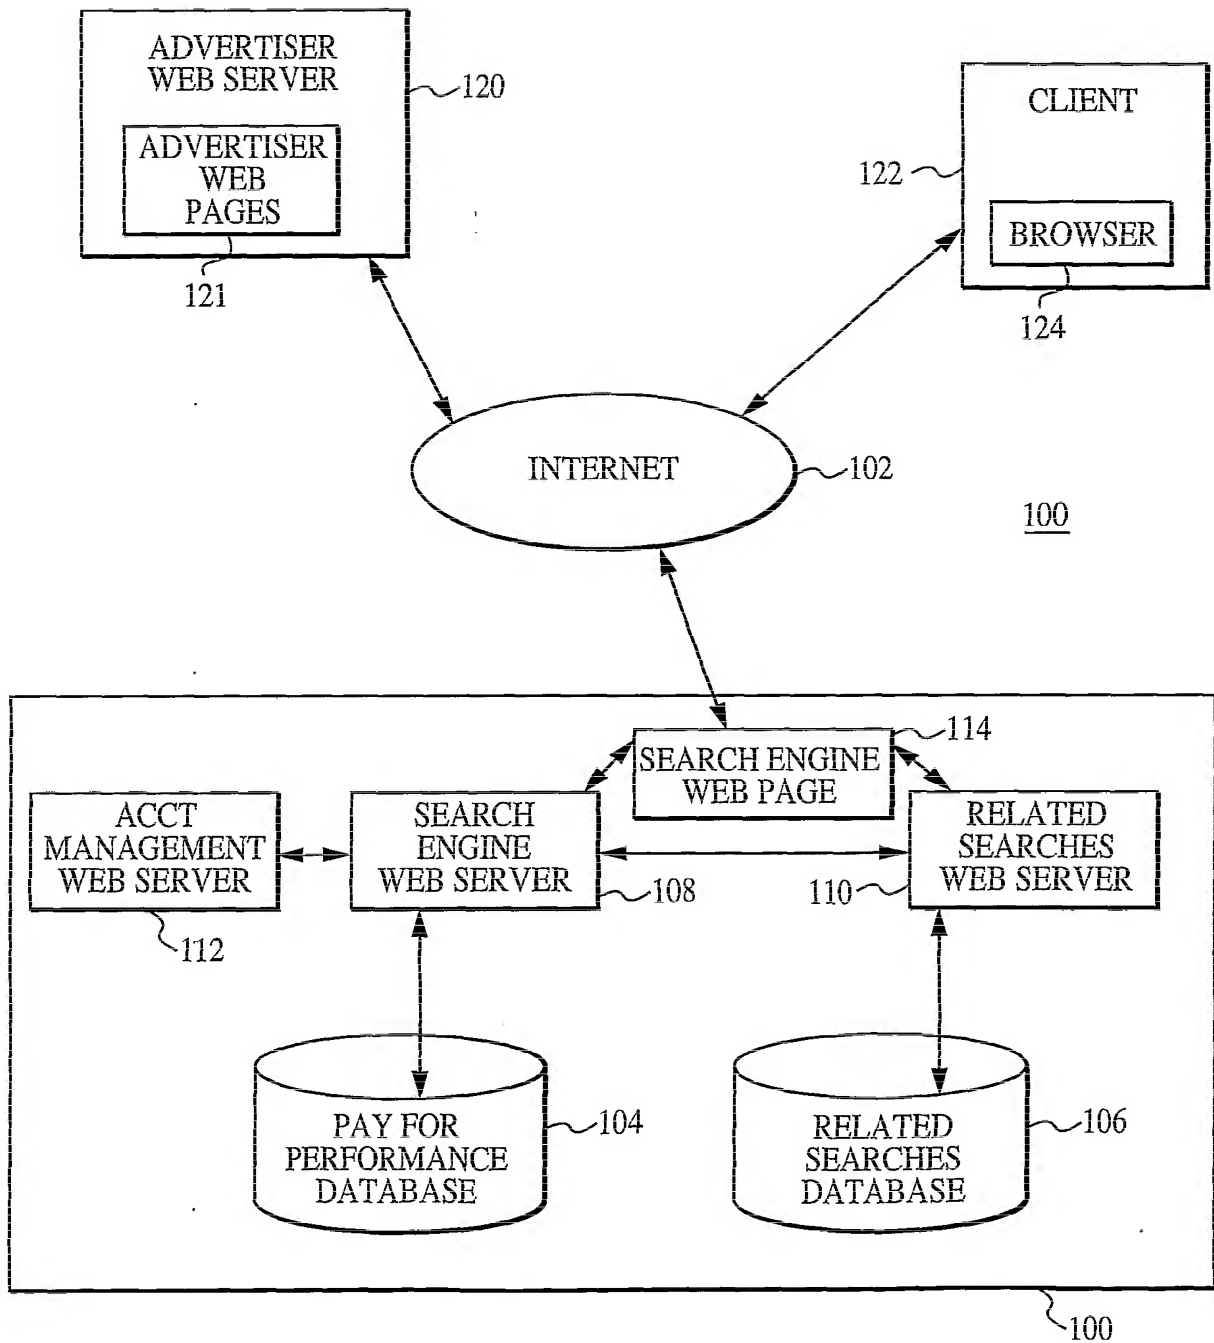 ADVERTISER
WEB SERVER
120
ADVERTISER
WEB
PAGES
121
CLIENT
122
BROWSER
124
INTERNET
102
100
114
SEARCH ENGINE
WEB PAGE
ACCT
MANAGEMENT
WEB SERVER
112
SEARCH
ENGINE
WEB SERVER
108
RELATED
SEARCHES
WEB SERVER
110
PAY FOR
PERFORMANCE
DATABASE
104
RELATED
SEARCHES
DATABASE
106
100